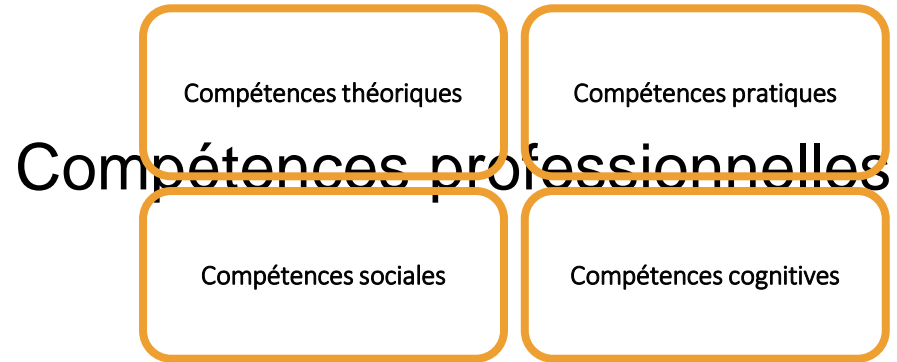 Compétences théoriques
Compétences pratiques
Compétences professionnelles
Compétences sociales
Compétences cognitives